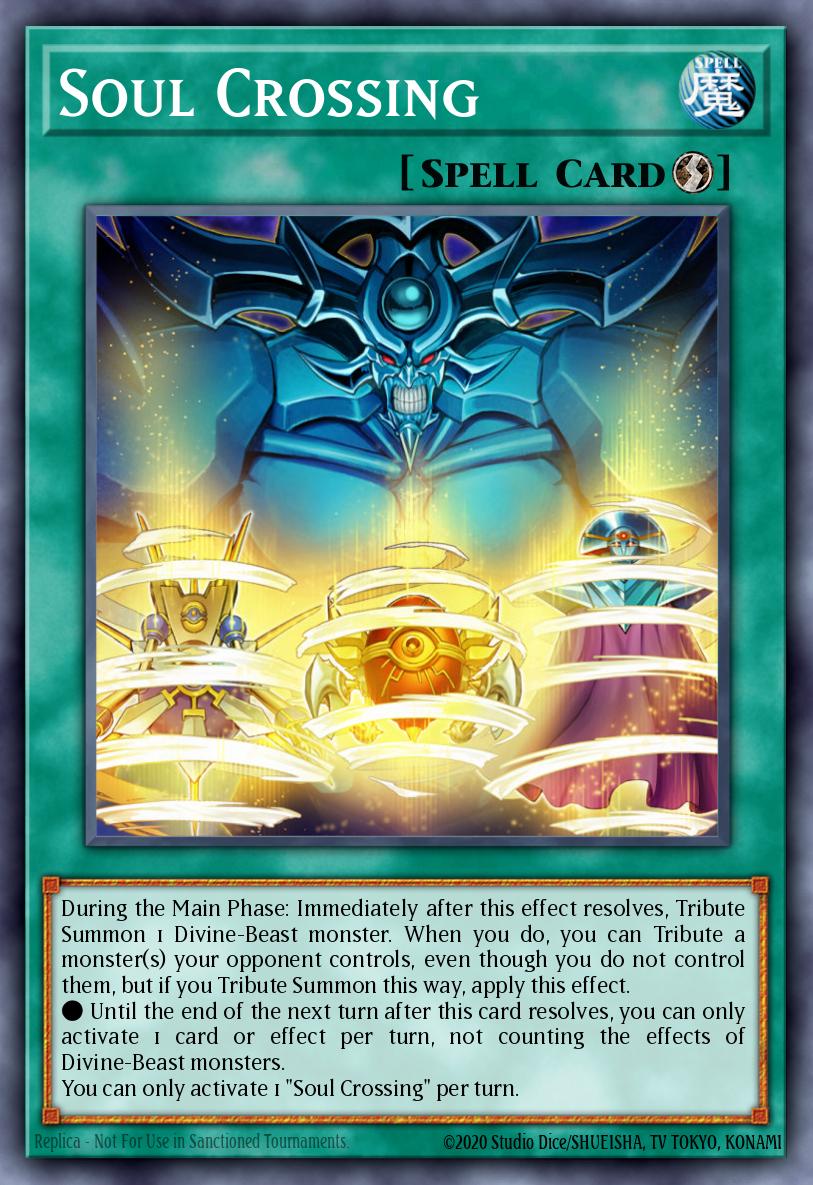 Soul Crossing
SPELL
魔
[Spell Card]
During the Main Phase: Immediately after this effect resolves, Tribute
Summon 1 Divine-Beast monster. When you do, you can Tribute a
monster(s) your opponent controls, even though you do not control
them, but if you Tribute Summon this way, apply this effect.
● Until the end of the next turn after this card resolves, you can only
activate 1 card or effect per turn, not counting the effects of
Divine-Beast monsters.
You can only activate 1 "Soul Crossing" per turn.
Replica - Not For Use in Sanctioned Tournaments.
©2020 Studio Dice/SHUEISHA, TV TOKYO, KONAMI